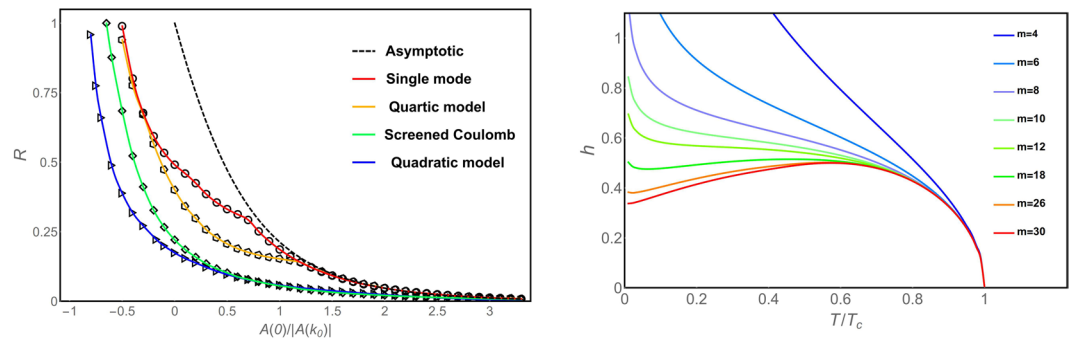 1
0.75
0.5
0.25
0
R
-1
-0.5
0
0.5
1
1.5
2
2.5
3
A(0)/|A(k₀)|
Asymptotic
Single mode
Quartic model
Screened Coulomb
Quadratic model
1
0.8
0.6
0.4
0.2
0
h
0
0.2
0.4
0.6
0.8
1
T/Tc
m=4
m=6
m=8
m=10
m=12
m=18
m=26
m=30